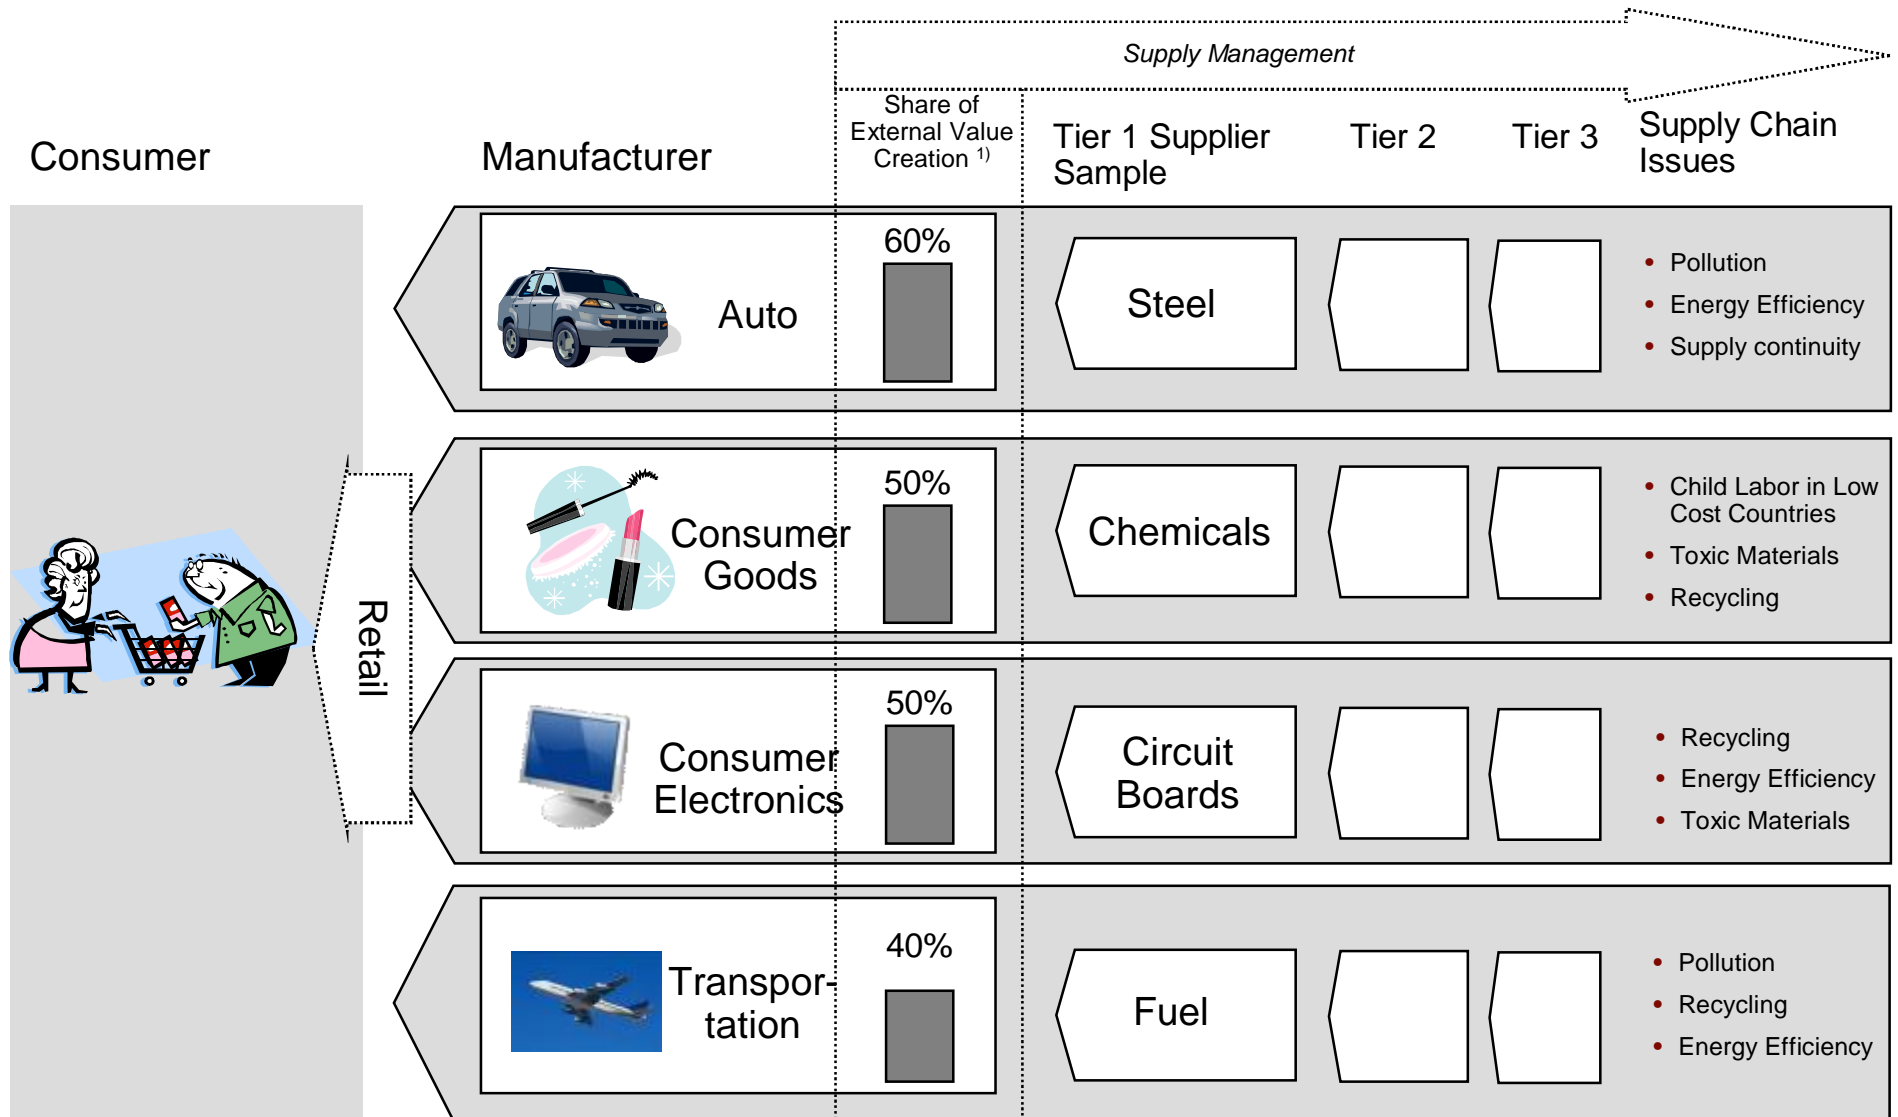 Supply Management
Consumer
Manufacturer
Share of
External Value
Creation 1)
Tier 1 Supplier
Sample
Tier 2
Tier 3
Supply Chain
Issues
Auto
60%
Steel
• Pollution
• Energy Efficiency
• Supply continuity
Retail
Consumer
Goods
50%
Chemicals
• Child Labor in Low
Cost Countries
• Toxic Materials
• Recycling
Consumer
Electronics
50%
Circuit
Boards
• Recycling
• Energy Efficiency
• Toxic Materials
Transpor-
tation
40%
Fuel
• Pollution
• Recycling
• Energy Efficiency